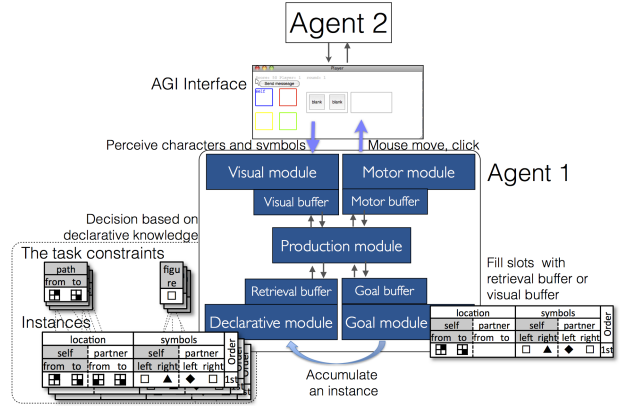 Agent 2
AGI Interface
Player
Send message
blank blank
Perceive characters and symbols
Mouse move, click
Agent 1
Visual module
Motor module
Visual buffer
Motor buffer
Decision based on
declarative knowledge
Production module
The task constraints
path
from to
figu
re
Retrieval buffer
Goal buffer
Declarative module
Goal module
Fill slots with
retrieval buffer or
visual buffer
Instances
location symbols Order
self partner self partner
from to from to left right left right
1st
location symbols Order
self partner self partner
from to from to left right left right
1st
Accumulate
an instance